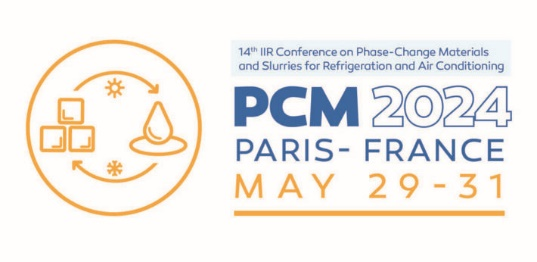 14th IIR Conference on Phase-Change Materials
and Slurries for Refrigeration and Air Conditioning
PCM 2024
PARIS- FRANCE
MAY 29-31